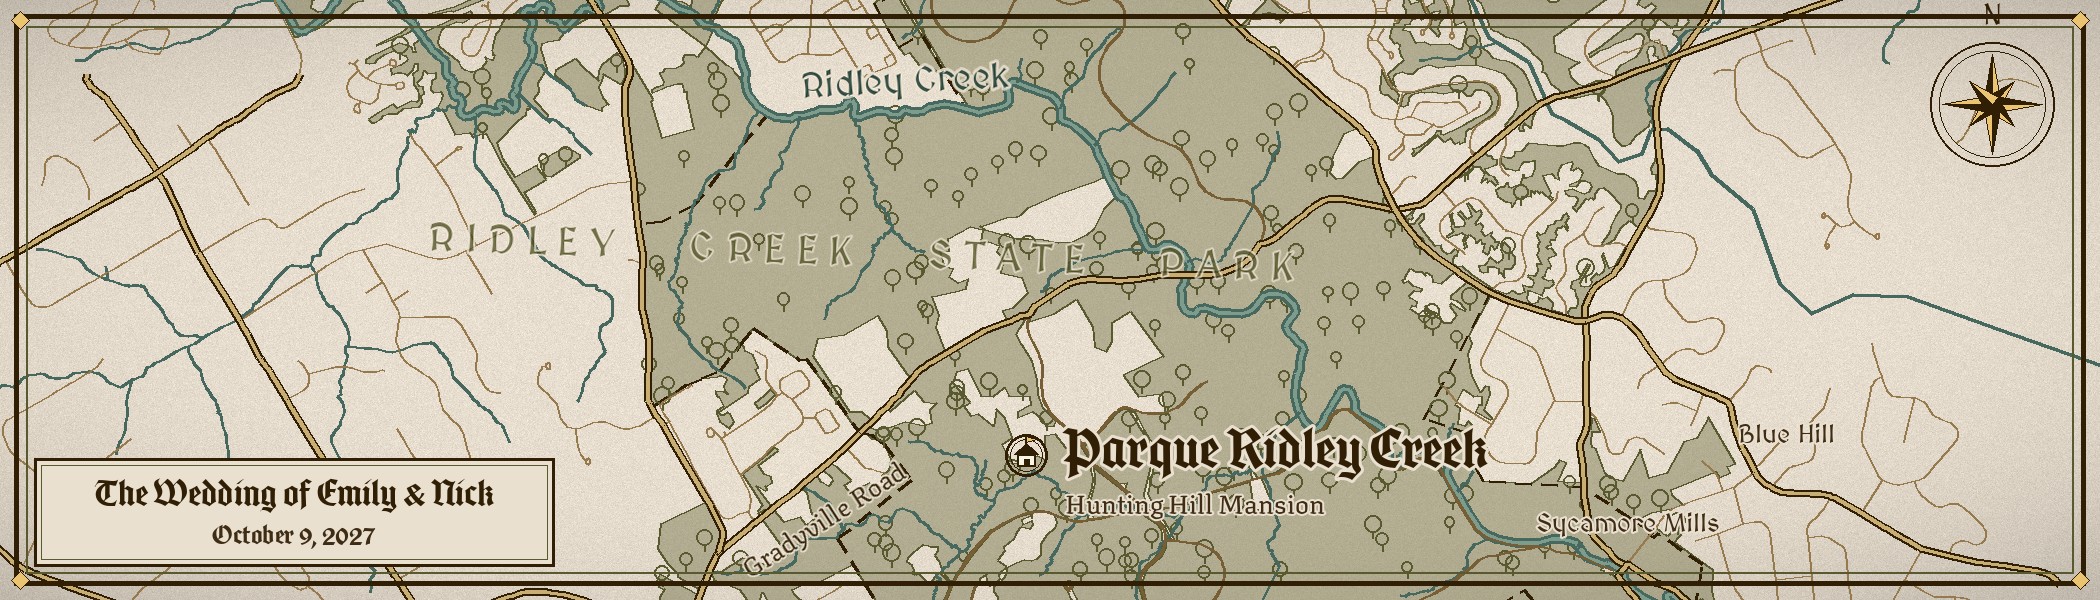 N
Ridley Creek
RIDLEY CREEK STATE PARK
Blue Hill
Parque Ridley Creek
Hunting Hill Mansion
Gradyville Road
Sycamore Mills
The Wedding of Emily & Nick
October 9, 2027